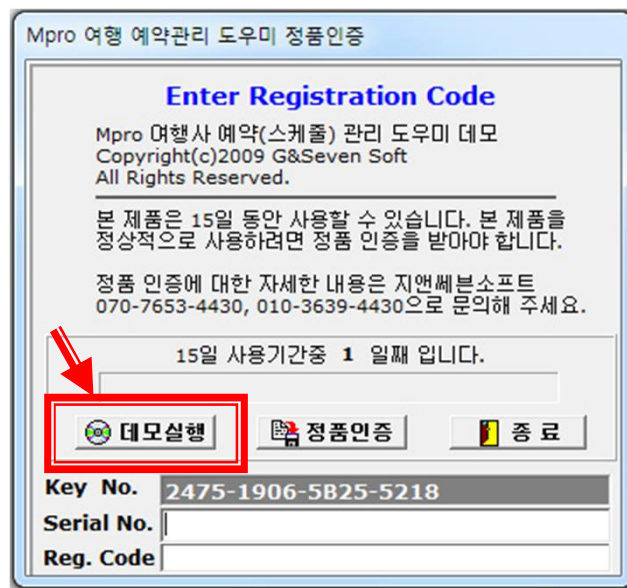 Mpro 여행 예약관리 도우미 정품인증
Enter Registration Code
Mpro 여행사 예약(스케줄) 관리 도우미 데모
Copyright(c)2009 G&Seven Soft
All Rights Reserved.
본 제품은 15일 동안 사용할 수 있습니다. 본 제품을
정상적으로 사용하려면 정품 인증을 받아야 합니다.
정품 인증에 대한 자세한 내용은 지앤쎄븐소프트
070-7653-4430, 010-3639-4430으로 문의해 주세요.
15일 사용기간중 1 일째 입니다.
데모실행 정품인증 종 료
Key No. 2475-1906-5B25-5218
Serial No.
Reg. Code